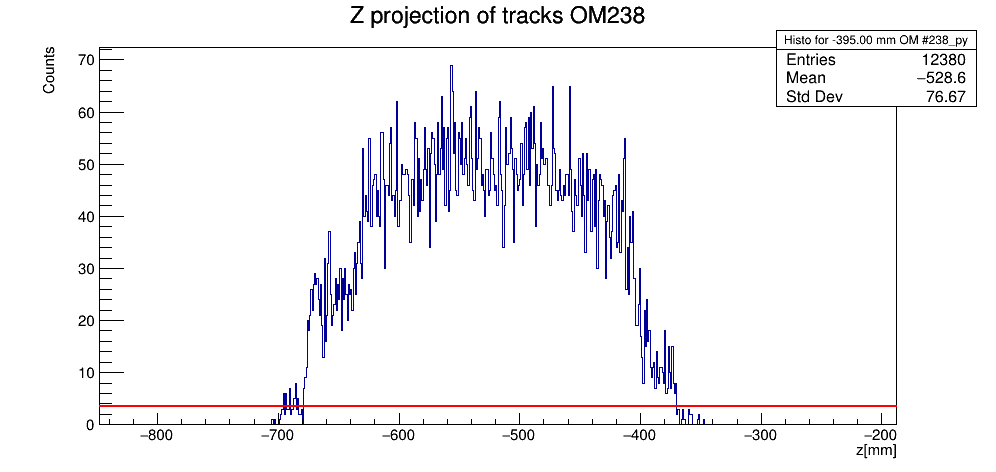 Z projection of tracks OM238
Histo for -395.00 mm OM #238_py
Entries 12380
Mean −528.6
Std Dev 76.67
Counts
70
60
50
40
30
20
10
0
−800 −700 −600 −500 −400 −300 −200
z[mm]